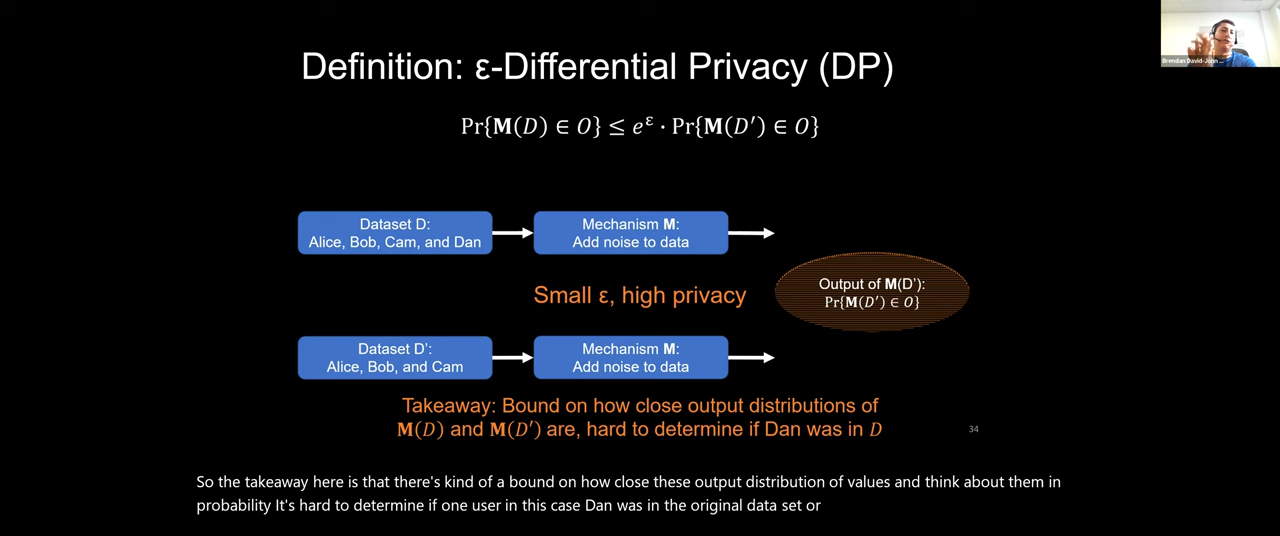 Brendan David-John ...
Definition: ε-Differential Privacy (DP)
Pr{M(D) ∈ O} ≤ e^ε · Pr{M(D′) ∈ O}
Dataset D:
Alice, Bob, Cam, and Dan
Mechanism M:
Add noise to data
Small ε, high privacy
Output of M(D'):
Pr{M(D′) ∈ O}
Dataset D':
Alice, Bob, and Cam
Mechanism M:
Add noise to data
Takeaway: Bound on how close output distributions of
M(D) and M(D′) are, hard to determine if Dan was in D
34
So the takeaway here is that there's kind of a bound on how close these output distribution of values and think about them in
probability It's hard to determine if one user in this case Dan was in the original data set or